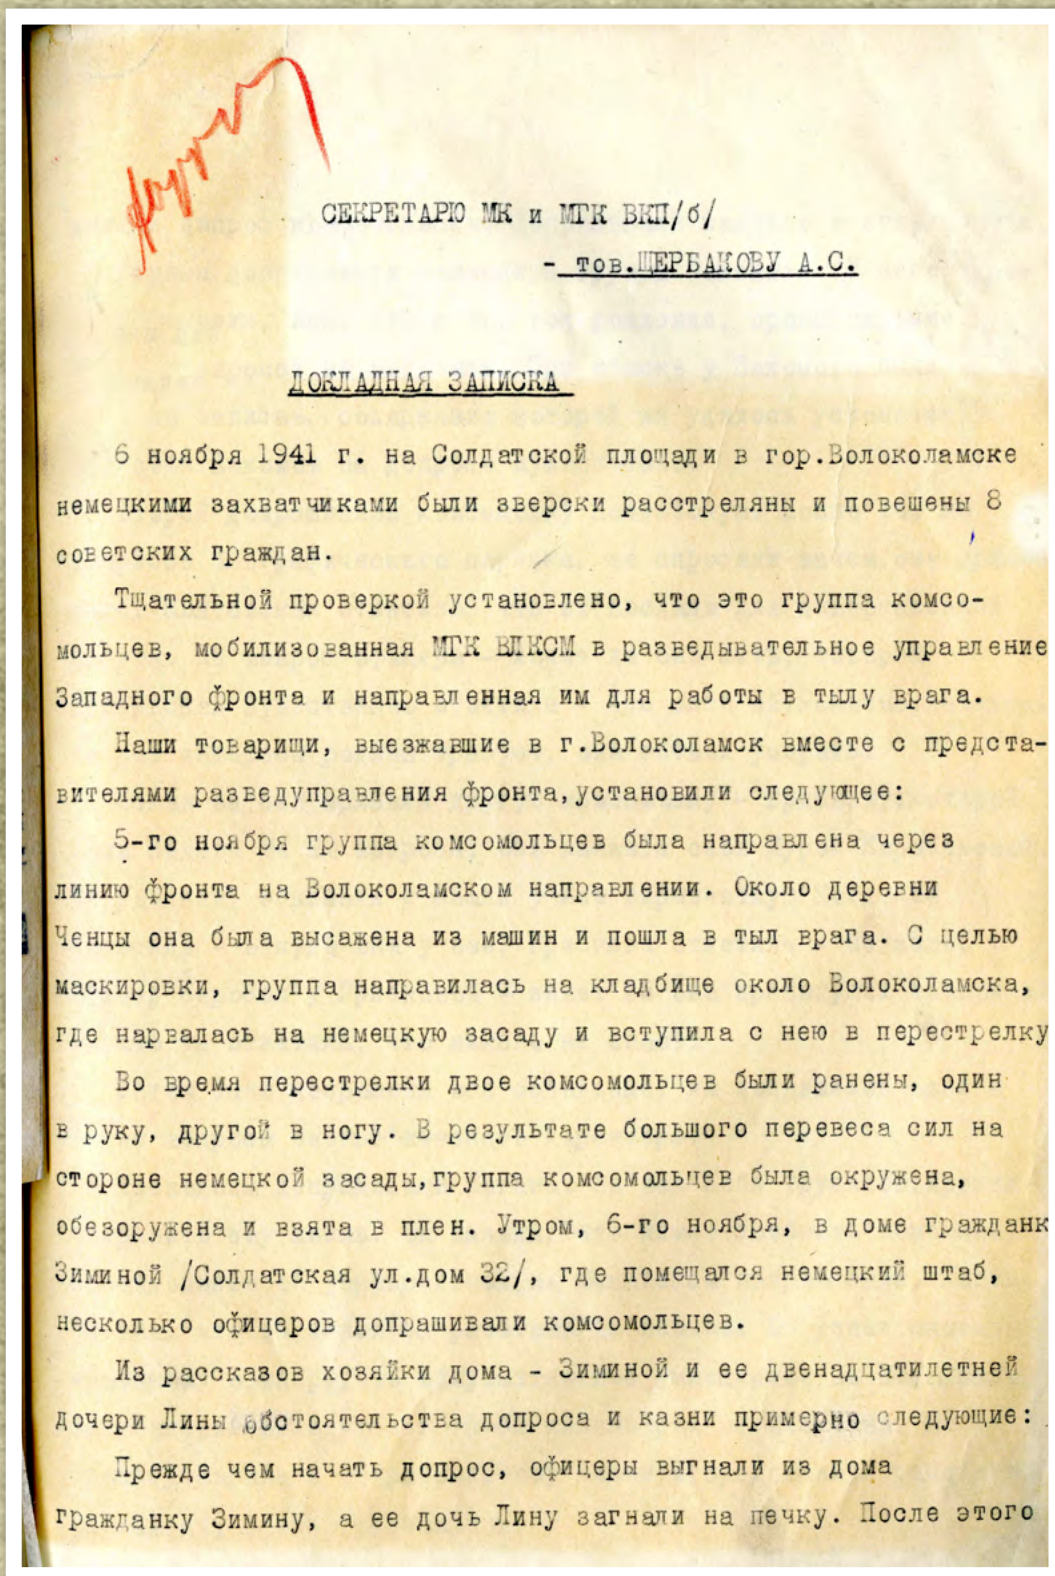 СЕКРЕТАРЮ МК и МГК ВКП/б/
- тов.ЩЕРБАКОВУ А.С.
ДОКЛАДНАЯ ЗАПИСКА
6 ноября 1941 г. на Солдатской площади в гор.Волоколамске
немецкими захватчиками были зверски расстреляны и повешены 8
советских граждан.
Тщательной проверкой установлено, что это группа комсо-
мольцев, мобилизованная МГК ВЛКСМ в разведывательное управление
Западного фронта и направленная им для работы в тылу врага.
Наши товарищи, выезжавшие в г.Волоколамск вместе с предста-
вителями разведуправления фронта,установили следующее:
5-го ноября группа комсомольцев была направлена через
линию фронта на Волоколамском направлении. Около деревни
Ченцы она была высажена из машин и пошла в тыл врага. С целью
маскировки, группа направилась на кладбище около Волоколамска,
где нарвалась на немецкую засаду и вступила с нею в перестрелку
Во время перестрелки двое комсомольцев были ранены, один
в руку, другой в ногу. В результате большого перевеса сил на
стороне немецкой засады,группа комсомольцев была окружена,
обезоружена и взята в плен. Утром, 6-го ноября, в доме гражданк
Зиминой /Солдатская ул.дом 32/, где помещался немецкий штаб,
несколько офицеров допрашивали комсомольцев.
Из рассказов хозяйки дома - Зиминой и ее двенадцатилетней
дочери Лины обстоятельства допроса и казни примерно следующие:
Прежде чем начать допрос, офицеры выгнали из дома
гражданку Зимину, а ее дочь Лину загнали на печку. После этого